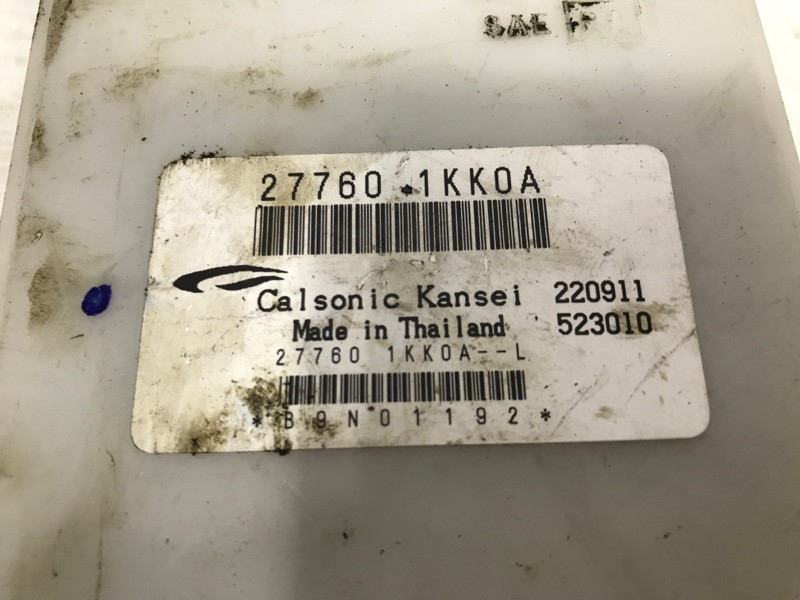 SAE
27760 1KK0A
Calsonic Kansei 220911
Made in Thailand 523010
27760 1KK0A--L
*B9N01192*